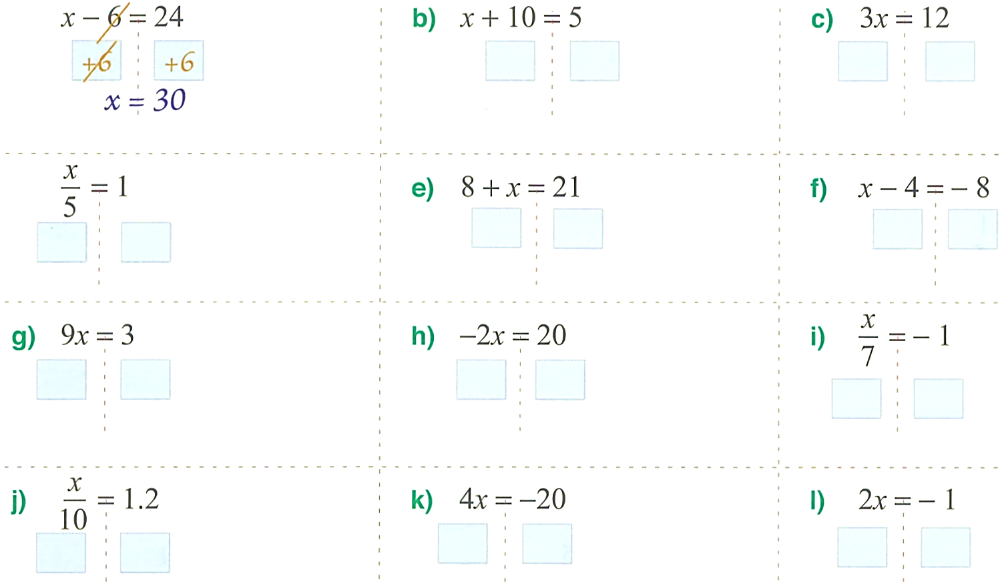 x − 6 = 24
+6 +6
x = 30
b) x + 10 = 5
c) 3x = 12
x/5 = 1
e) 8 + x = 21
f) x − 4 = − 8
g) 9x = 3
h) −2x = 20
i) x/7 = − 1
j) x/10 = 1.2
k) 4x = −20
l) 2x = − 1